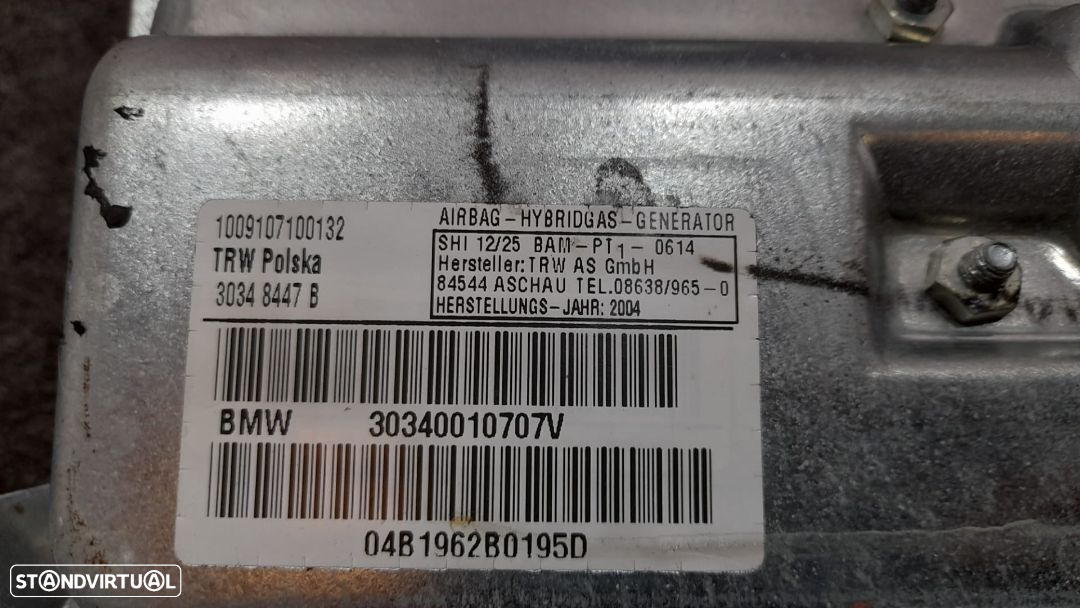 1009107100132
TRW Polska
3034 8447 B
AIRBAG-HYBRIDGAS-GENERATOR
SHI 12/25 BAM-PT1- 0614
Hersteller: TRW AS GmbH
84544 ASCHAU TEL.08638/965-0
HERSTELLUNGS-JAHR: 2004
BMW 30340010707V
04B1962B0195D
STANDVIRTUAL